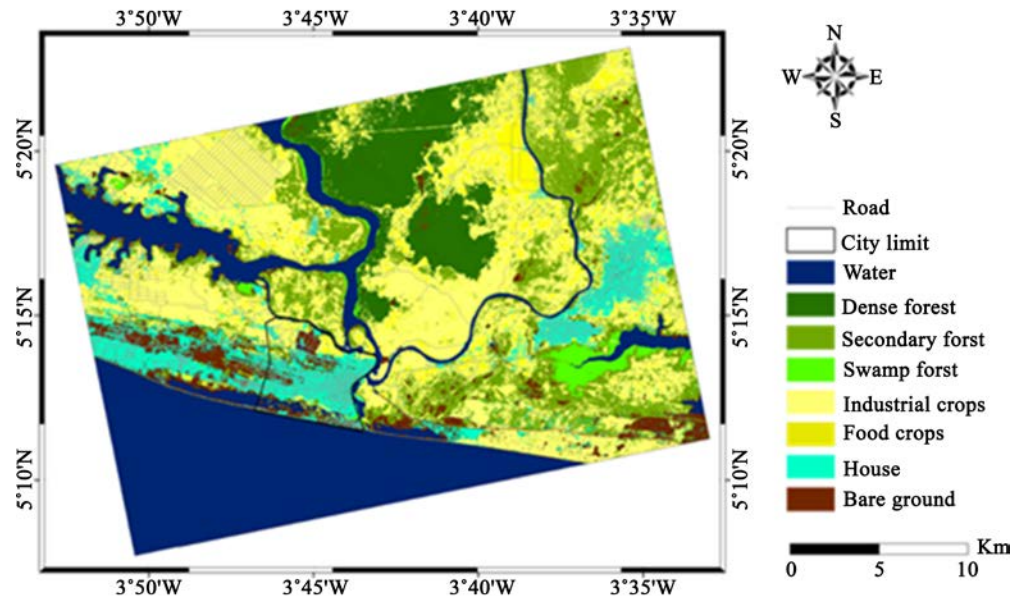 3°50'W 3°45'W 3°40'W 3°35'W
N
W E
S
5°20'N 5°20'N
5°15'N 5°15'N
5°10'N 5°10'N
3°50'W 3°45'W 3°40'W 3°35'W
Road
City limit
Water
Dense forest
Secondary forst
Swamp forst
Industrial crops
Food crops
House
Bare ground
Km
0 5 10